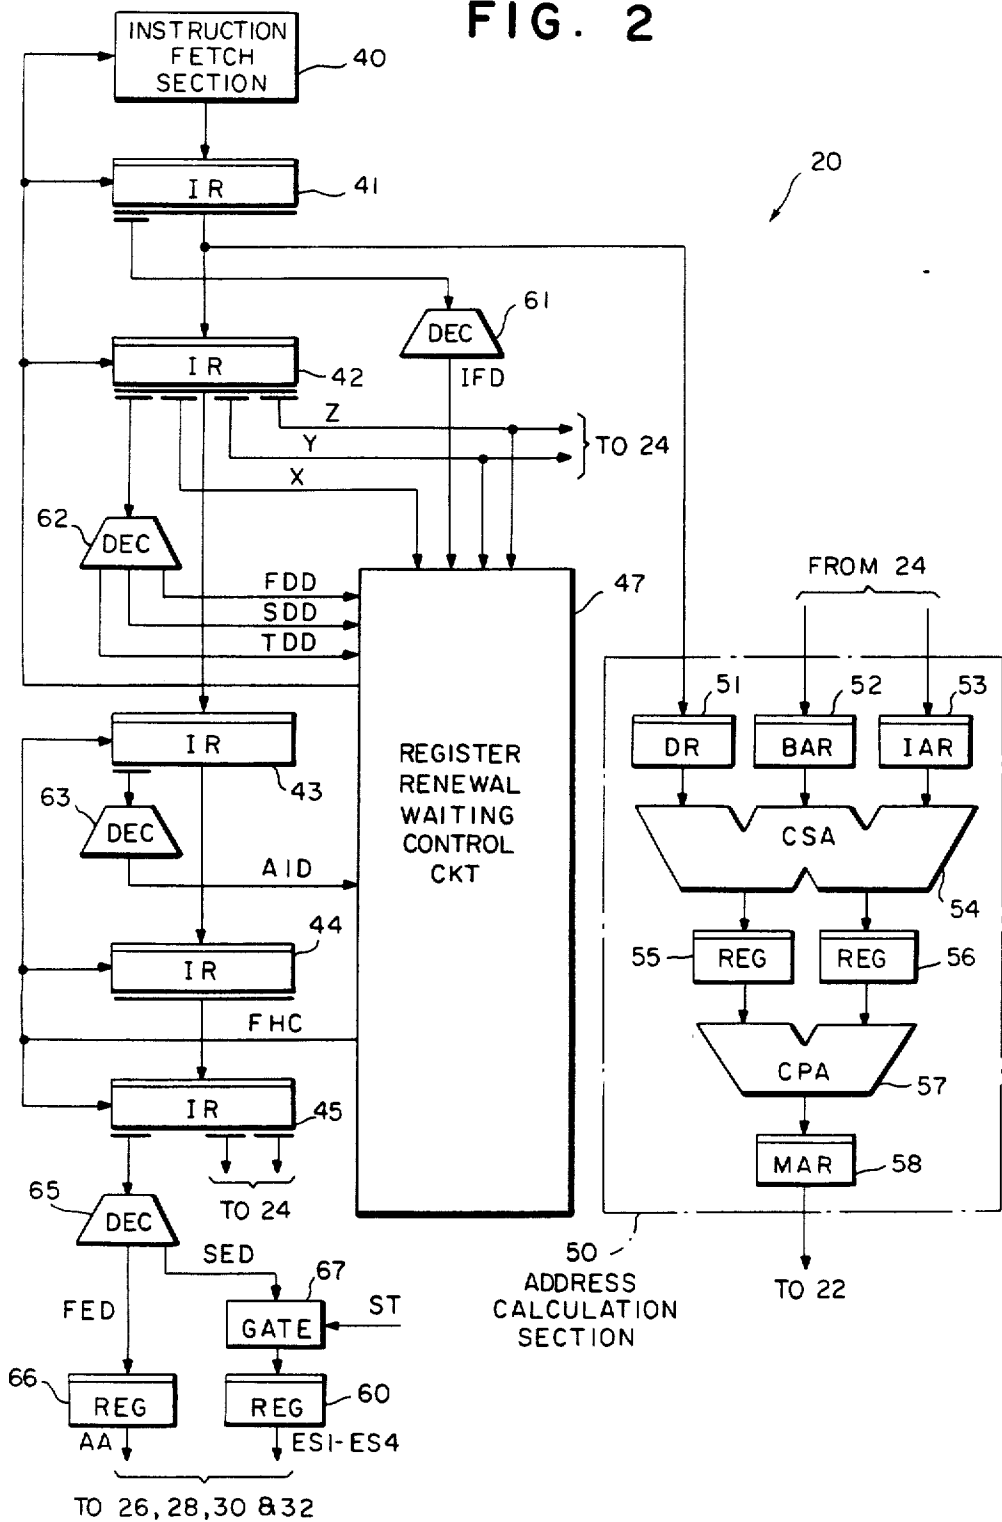 FIG. 2
INSTRUCTION
FETCH
SECTION
40
IR
41
20
DEC
61
IR
42
IFD
Z
Y
X
TO 24
62
DEC
FDD
SDD
TDD
47
FROM 24
REGISTER
RENEWAL
WAITING
CONTROL
CKT
IR
43
63
DEC
AID
51
52
53
DR
BAR
IAR
CSA
54
44
IR
55
REG
REG
56
FHC
CPA
57
IR
45
MAR
58
TO 24
65
DEC
SED
67
50
ADDRESS
CALCULATION
SECTION
TO 22
FED
GATE
ST
66
REG
REG
60
AA
ES1-ES4
TO 26, 28, 30 & 32